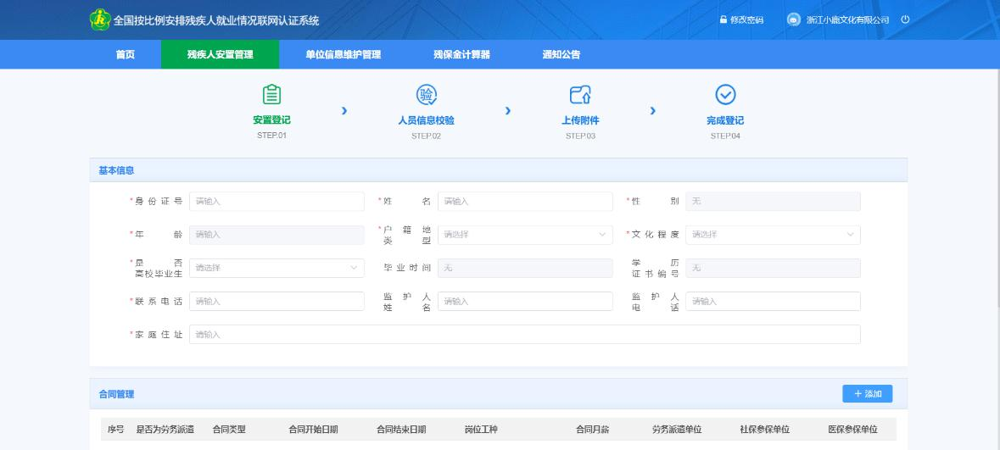 全国按比例安排残疾人就业情况联网认证系统 修改密码 浙江小鹿文化有限公司
首页 残疾人安置管理 单位信息维护管理 残保金计算器 通知公告
验
安置登记 人员信息校验 上传附件 完成登记
STEP.01 STEP.02 STEP.03 STEP.04
基本信息
*身份证号 请输入 *姓名 请输入 *性别 无
*年龄 请输入 *户籍地类型 请选择 *文化程度 请选择
*是否高校毕业生 请选择 毕业时间 无 学历证书编号 无
*联系电话 请输入 监护人姓名 请输入 监护人电话 请输入
*家庭住址 请输入
合同管理 + 添加
序号 是否为劳务派遣 合同类型 合同开始日期 合同结束日期 岗位工种 合同月薪 劳务派遣单位 社保参保单位 医保参保单位